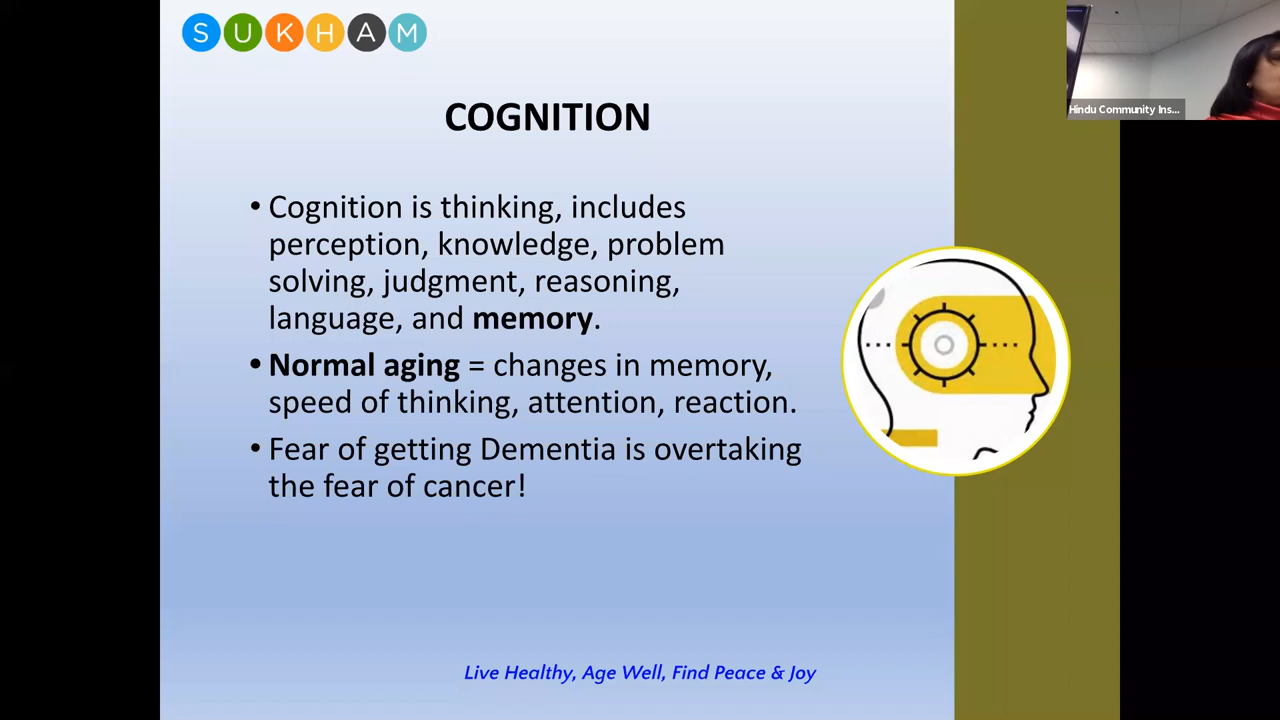 SUKHAM
Hindu Community Ins...
COGNITION
• Cognition is thinking, includes
perception, knowledge, problem
solving, judgment, reasoning,
language, and memory.
• Normal aging = changes in memory,
speed of thinking, attention, reaction.
• Fear of getting Dementia is overtaking
the fear of cancer!
Live Healthy, Age Well, Find Peace & Joy